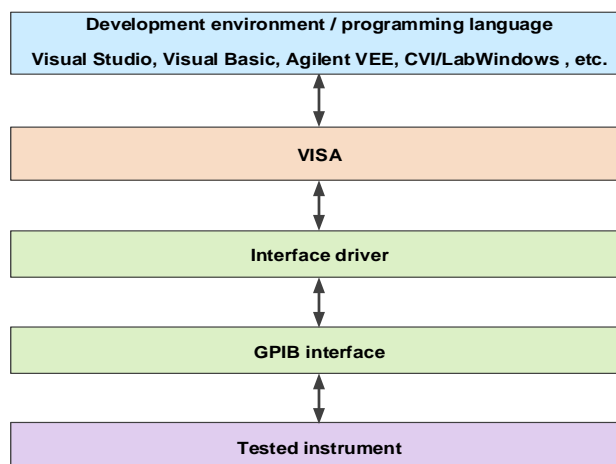 Development environment / programming language
Visual Studio, Visual Basic, Agilent VEE, CVI/LabWindows , etc.
VISA
Interface driver
GPIB interface
Tested instrument